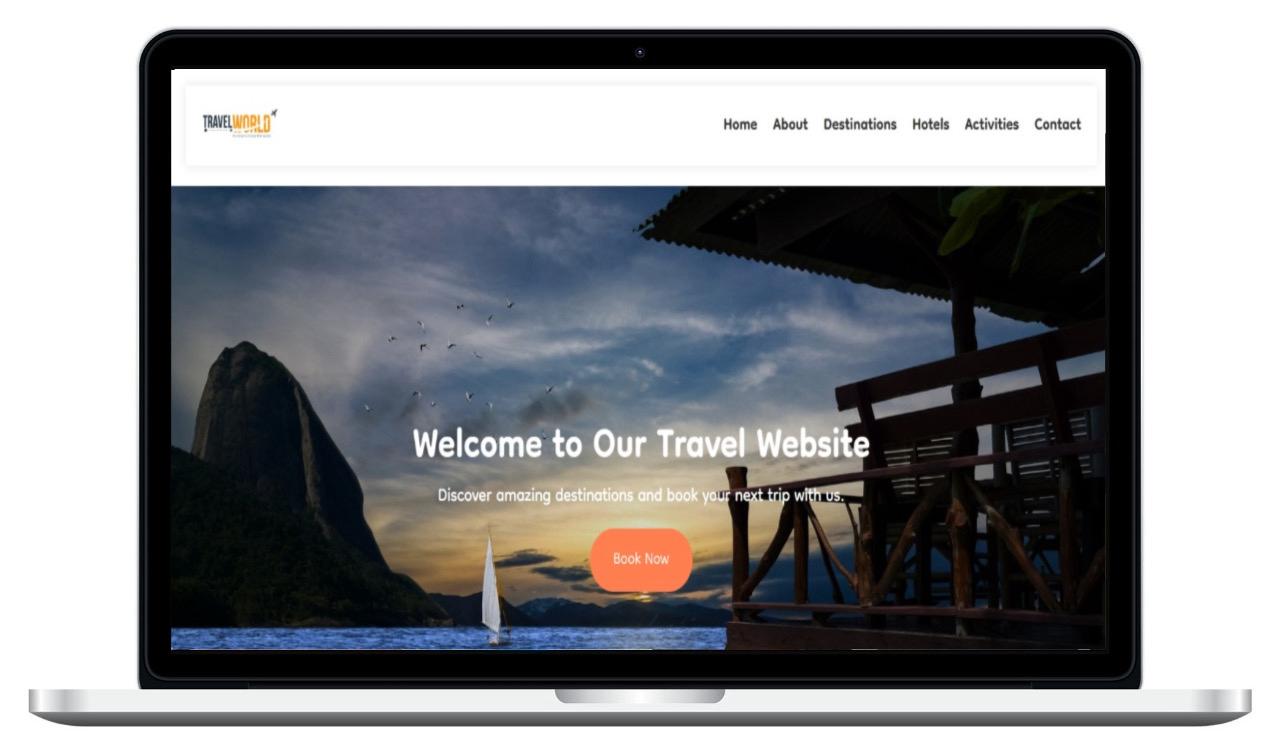 TRAVELWORLD
Home About Destinations Hotels Activities Contact
Welcome to Our Travel Website
Discover amazing destinations and book your next trip with us.
Book Now